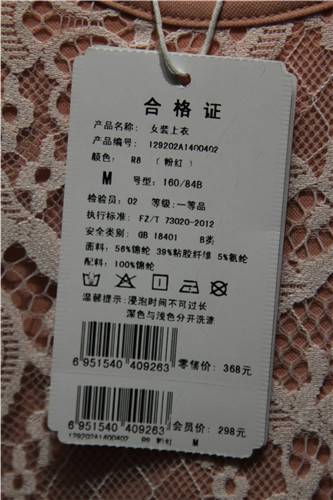 合格证
产品名称: 女装上衣
产品编号: 129202A1400402
颜色: R8 (粉红)
M 号型: 160/84B
检验员: 02 等级: 一等品
执行标准: FZ/T 73020-2012
安全类别: GB 18401 B类
面料: 56%锦纶 39%粘胶纤维 5%氨纶
配料: 100%锦纶
温馨提示: 浸泡时间不可过长
深色与浅色分开洗涤
6 951540 409263 零售价: 368元
6 951540 409263 会员价: 298元
129202A1400402 R8 粉红 M